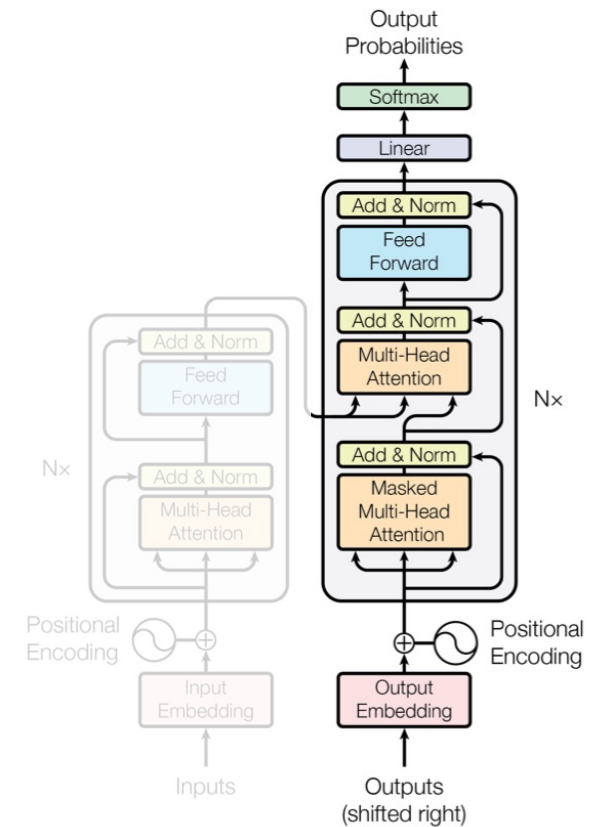 Output
Probabilities
Softmax
Linear
Add & Norm
Feed
Forward
Add & Norm
Multi-Head
Attention
Nx
Add & Norm
Masked
Multi-Head
Attention
Positional
Encoding
Output
Embedding
Outputs
(shifted right)
Add & Norm
Feed
Forward
Nx
Add & Norm
Multi-Head
Attention
Positional
Encoding
Input
Embedding
Inputs